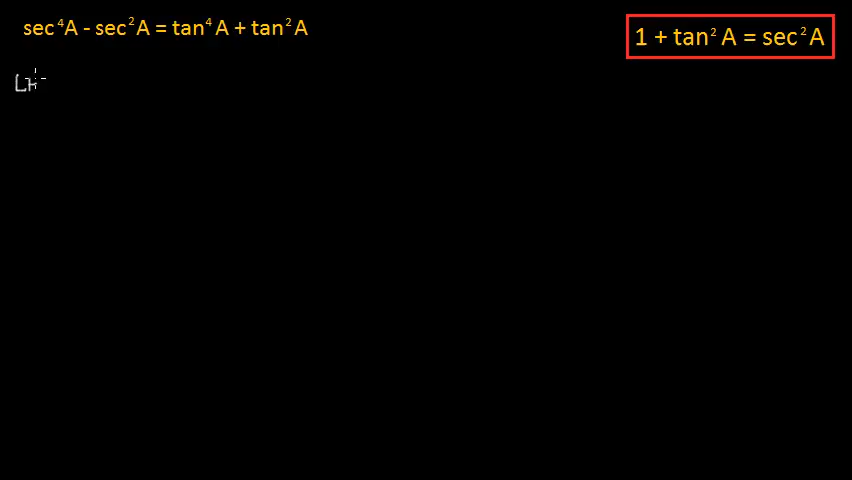 sec⁴A - sec²A = tan⁴A + tan²A
1 + tan²A = sec²A